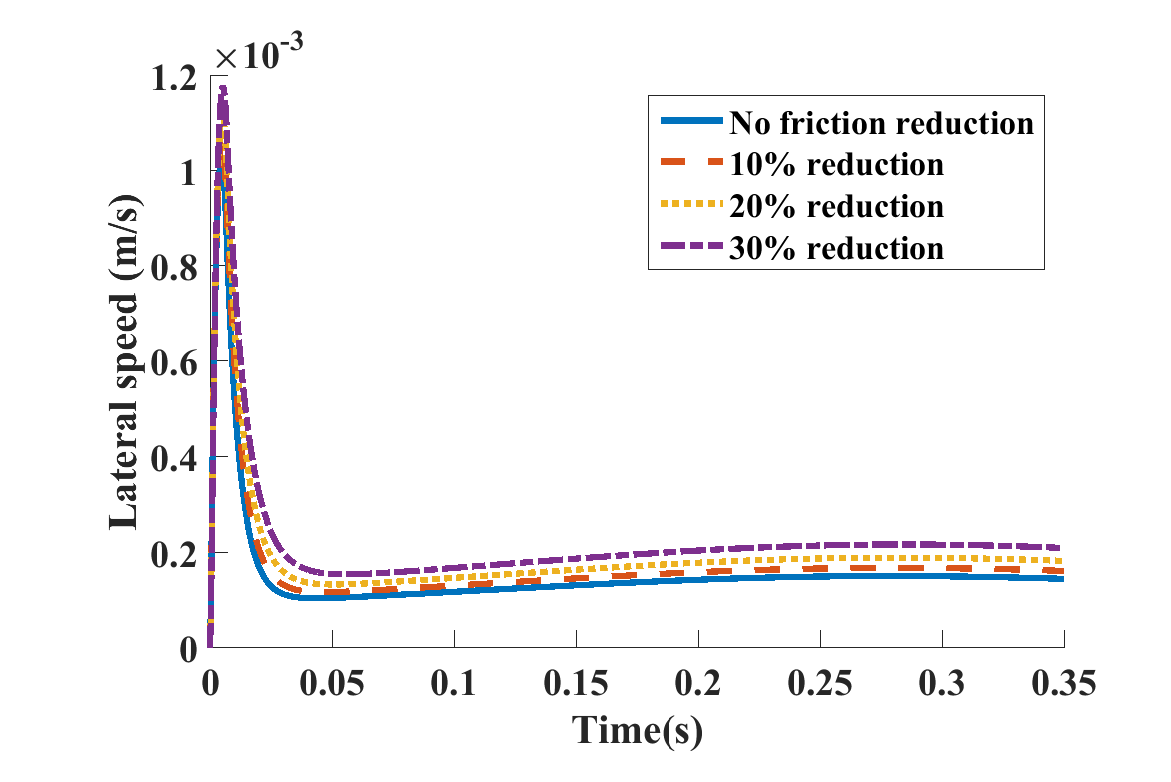 ×10-3
1.2
1
0.8
0.6
0.4
0.2
0
Lateral speed (m/s)
No friction reduction
10% reduction
20% reduction
30% reduction
0 0.05 0.1 0.15 0.2 0.25 0.3 0.35
Time(s)